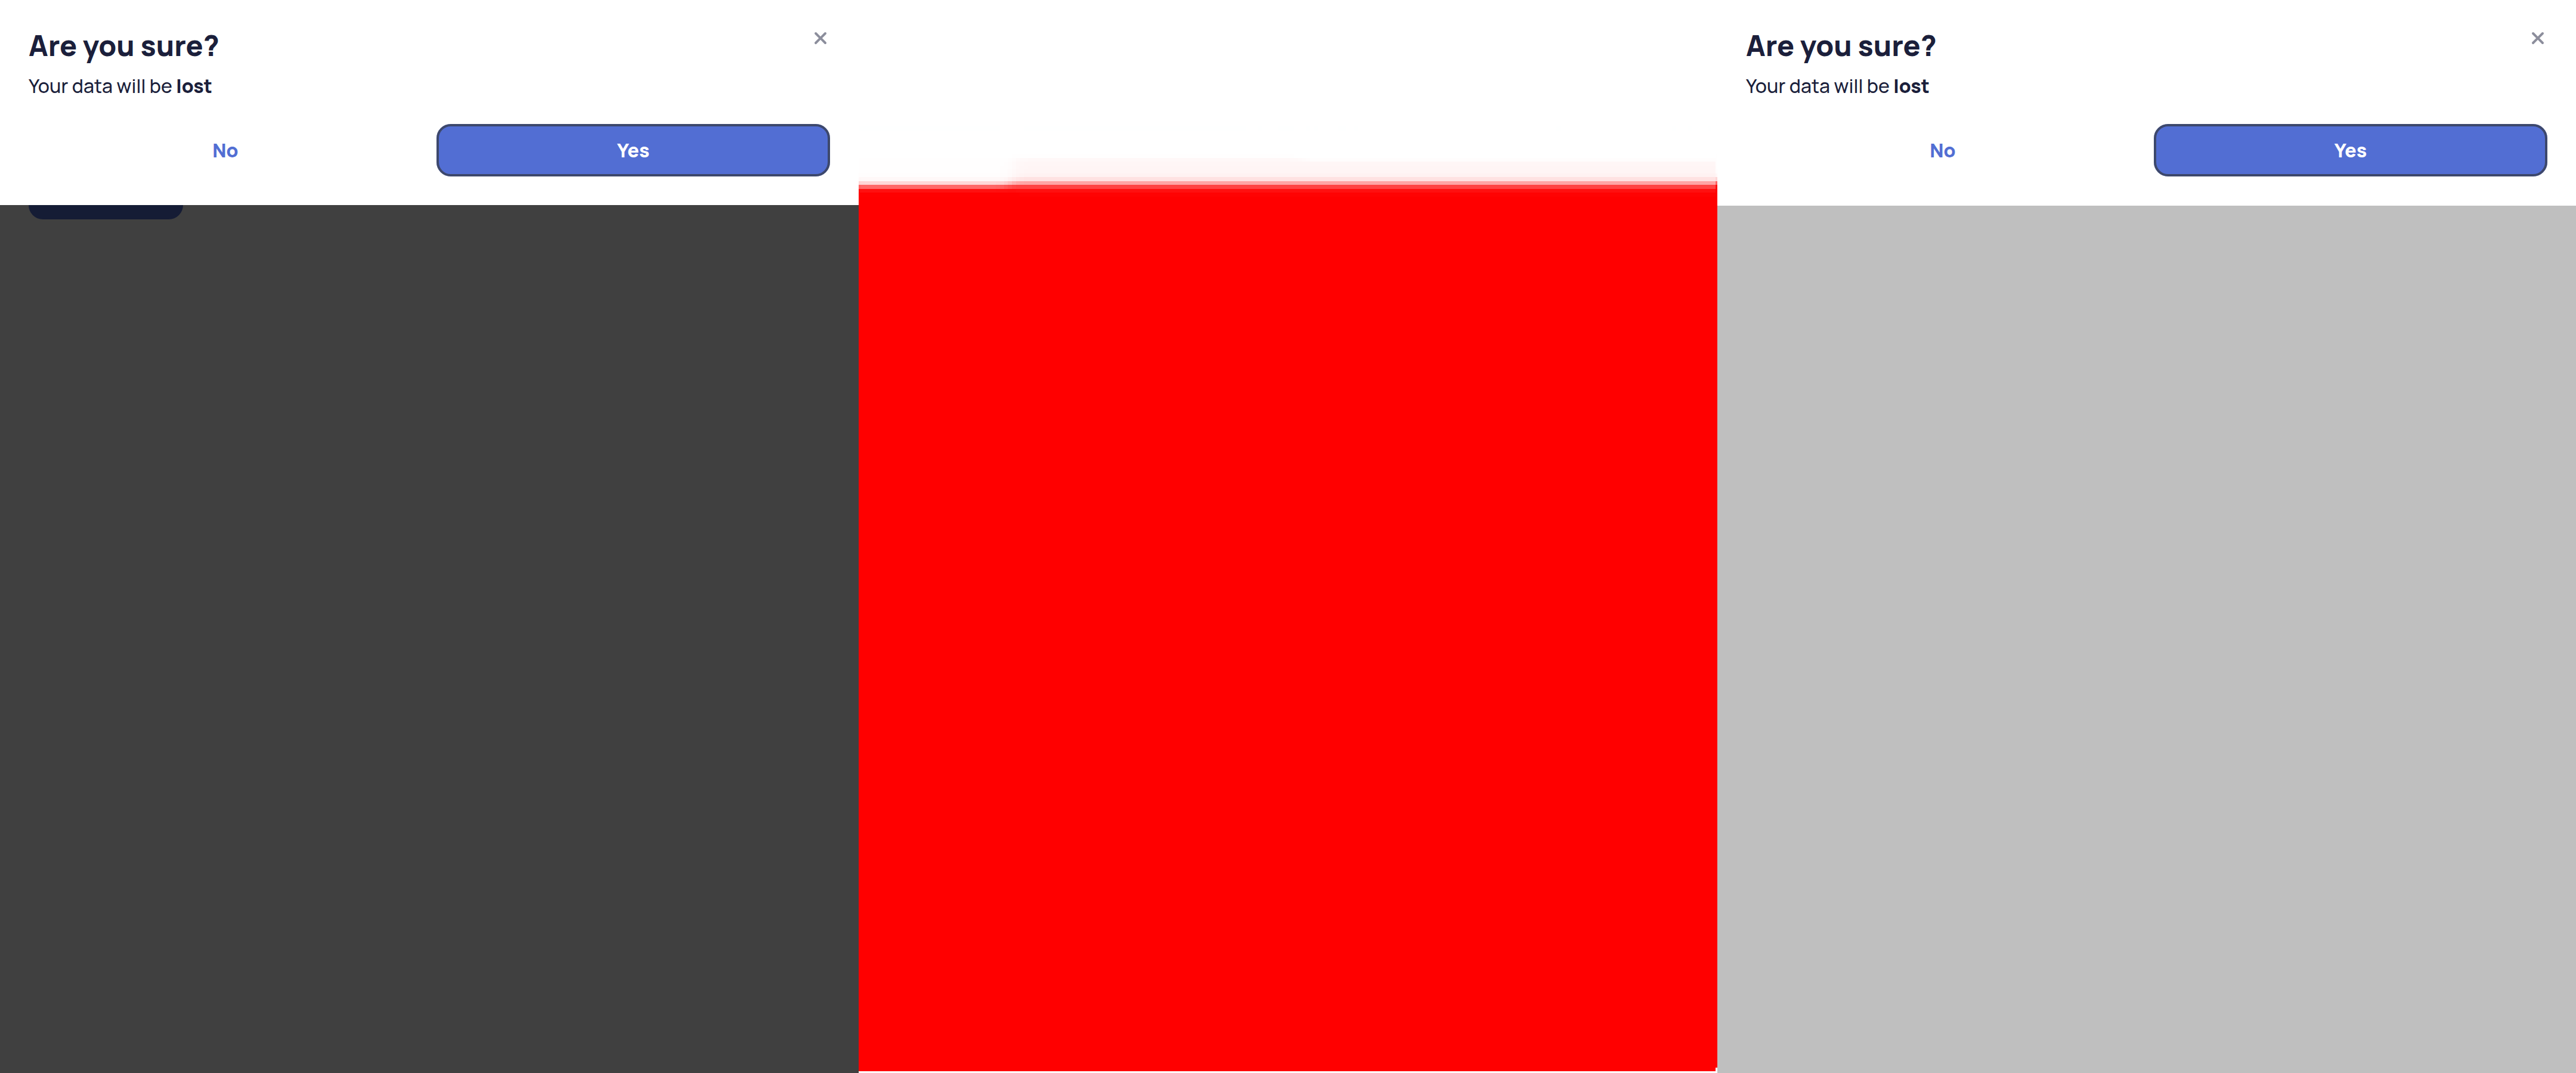 Are you sure?
Your data will be lost
No
Yes
Are you sure?
Your data will be lost
No
Yes